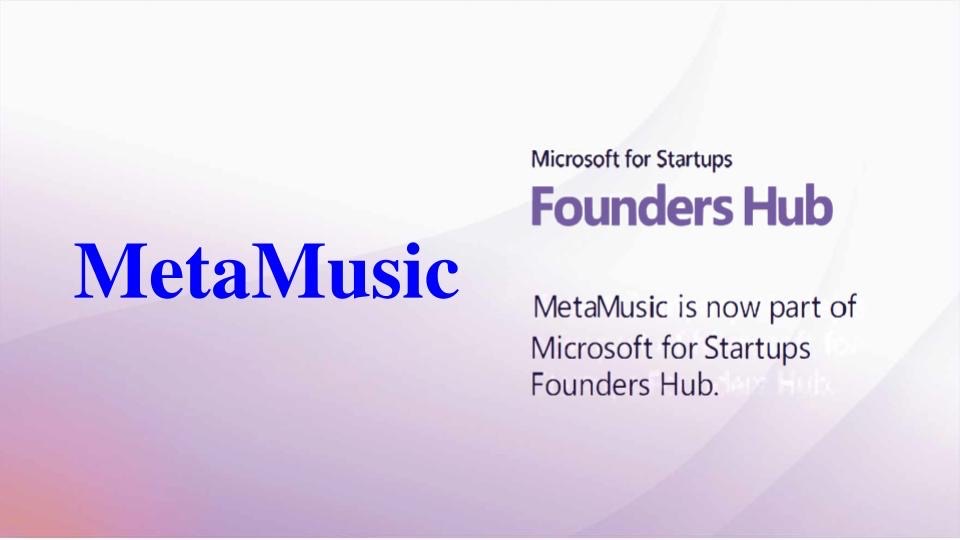 MetaMusic
Microsoft for Startups
Founders Hub
MetaMusic is now part of
Microsoft for Startups
Founders Hub.